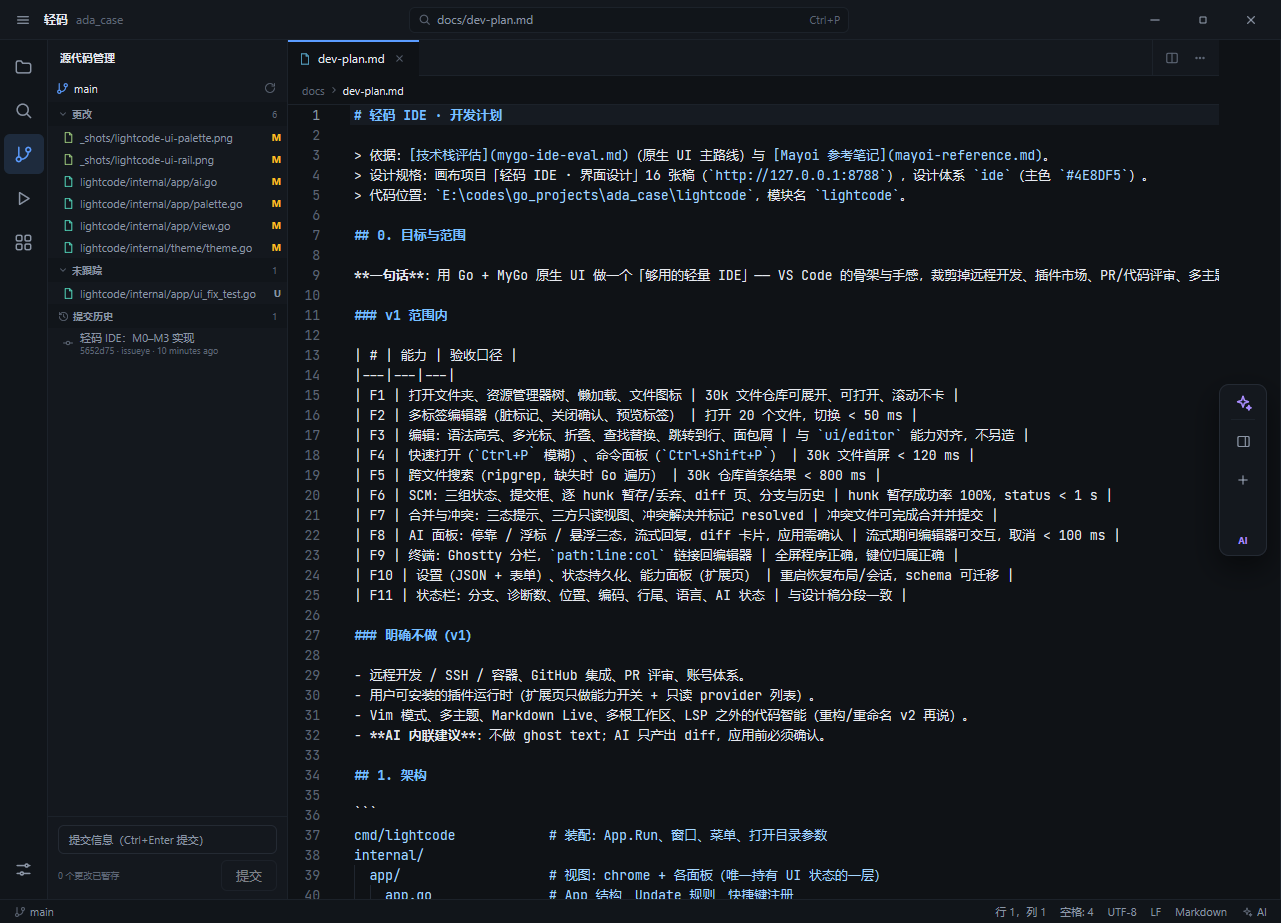 轻码 ada_case
docs/dev-plan.md Ctrl+P
源代码管理
main
更改 6
_shots/lightcode-ui-palette.png M
_shots/lightcode-ui-rail.png M
lightcode/internal/app/ai.go M
lightcode/internal/app/palette.go M
lightcode/internal/app/view.go M
lightcode/internal/theme/theme.go M
未跟踪 1
lightcode/internal/app/ui_fix_test.go U
提交历史 1
轻码 IDE：M0–M3 实现
5652d75 · issueye · 10 minutes ago
提交信息（Ctrl+Enter 提交）
0 个更改已暂存
提交
dev-plan.md
docs › dev-plan.md
1 # 轻码 IDE · 开发计划
2
3 > 依据：[技术栈评估](mygo-ide-eval.md)（原生 UI 主路线）与 [Mayoi 参考笔记](mayoi-reference.md)。
4 > 设计规格：画布项目「轻码 IDE · 界面设计」16 张稿（`http://127.0.0.1:8788`），设计体系 `ide`（主色 `#4E8DF5`）。
5 > 代码位置：`E:\codes\go_projects\ada_case\lightcode`，模块名 `lightcode`。
6
7 ## 0. 目标与范围
8
9 **一句话**：用 Go + MyGo 原生 UI 做一个「够用的轻量 IDE」—— VS Code 的骨架与手感，裁剪掉远程开发、插件市场、PR/代码评审、多主题
10
11 ### v1 范围内
12
13 | # | 能力 | 验收口径 |
14 |---|---|---|
15 | F1 | 打开文件夹、资源管理器树、懒加载、文件图标 | 30k 文件仓库可展开、可打开、滚动不卡 |
16 | F2 | 多标签编辑器（脏标记、关闭确认、预览标签） | 打开 20 个文件，切换 < 50 ms |
17 | F3 | 编辑：语法高亮、多光标、折叠、查找替换、跳转到行、面包屑 | 与 `ui/editor` 能力对齐，不另造 |
18 | F4 | 快速打开（`Ctrl+P` 模糊）、命令面板（`Ctrl+Shift+P`） | 30k 文件首屏 < 120 ms |
19 | F5 | 跨文件搜索（ripgrep，缺失时 Go 遍历） | 30k 仓库首条结果 < 800 ms |
20 | F6 | SCM：三组状态、提交框、逐 hunk 暂存/丢弃、diff 页、分支与历史 | hunk 暂存成功率 100%，status < 1 s |
21 | F7 | 合并与冲突：三态提示、三方只读视图、冲突解决并标记 resolved | 冲突文件可完成合并并提交 |
22 | F8 | AI 面板：停靠 / 浮标 / 悬浮三态，流式回复，diff 卡片，应用需确认 | 流式期间编辑器可交互，取消 < 100 ms |
23 | F9 | 终端：Ghostty 分栏，`path:line:col` 链接回编辑器 | 全屏程序正确，键位归属正确 |
24 | F10 | 设置（JSON + 表单）、状态持久化、能力面板（扩展页） | 重启恢复布局/会话，schema 可迁移 |
25 | F11 | 状态栏：分支、诊断数、位置、编码、行尾、语言、AI 状态 | 与设计稿分段一致 |
26
27 ### 明确不做（v1）
28
29 - 远程开发 / SSH / 容器、GitHub 集成、PR 评审、账号体系。
30 - 用户可安装的插件运行时（扩展页只做能力开关 + 只读 provider 列表）。
31 - Vim 模式、多主题、Markdown Live、多根工作区、LSP 之外的代码智能（重构/重命名 v2 再说）。
32 - **AI 内联建议**：不做 ghost text；AI 只产出 diff，应用前必须确认。
33
34 ## 1. 架构
35
36 ```
37 cmd/lightcode # 装配：App.Run、窗口、菜单、打开目录参数
38 internal/
39 app/ # 视图：chrome + 各面板（唯一持有 UI 状态的一层）
40 app.go # App 结构、Update 规则、快捷键注册
AI
main
行 1，列 1 空格: 4 UTF-8 LF Markdown AI